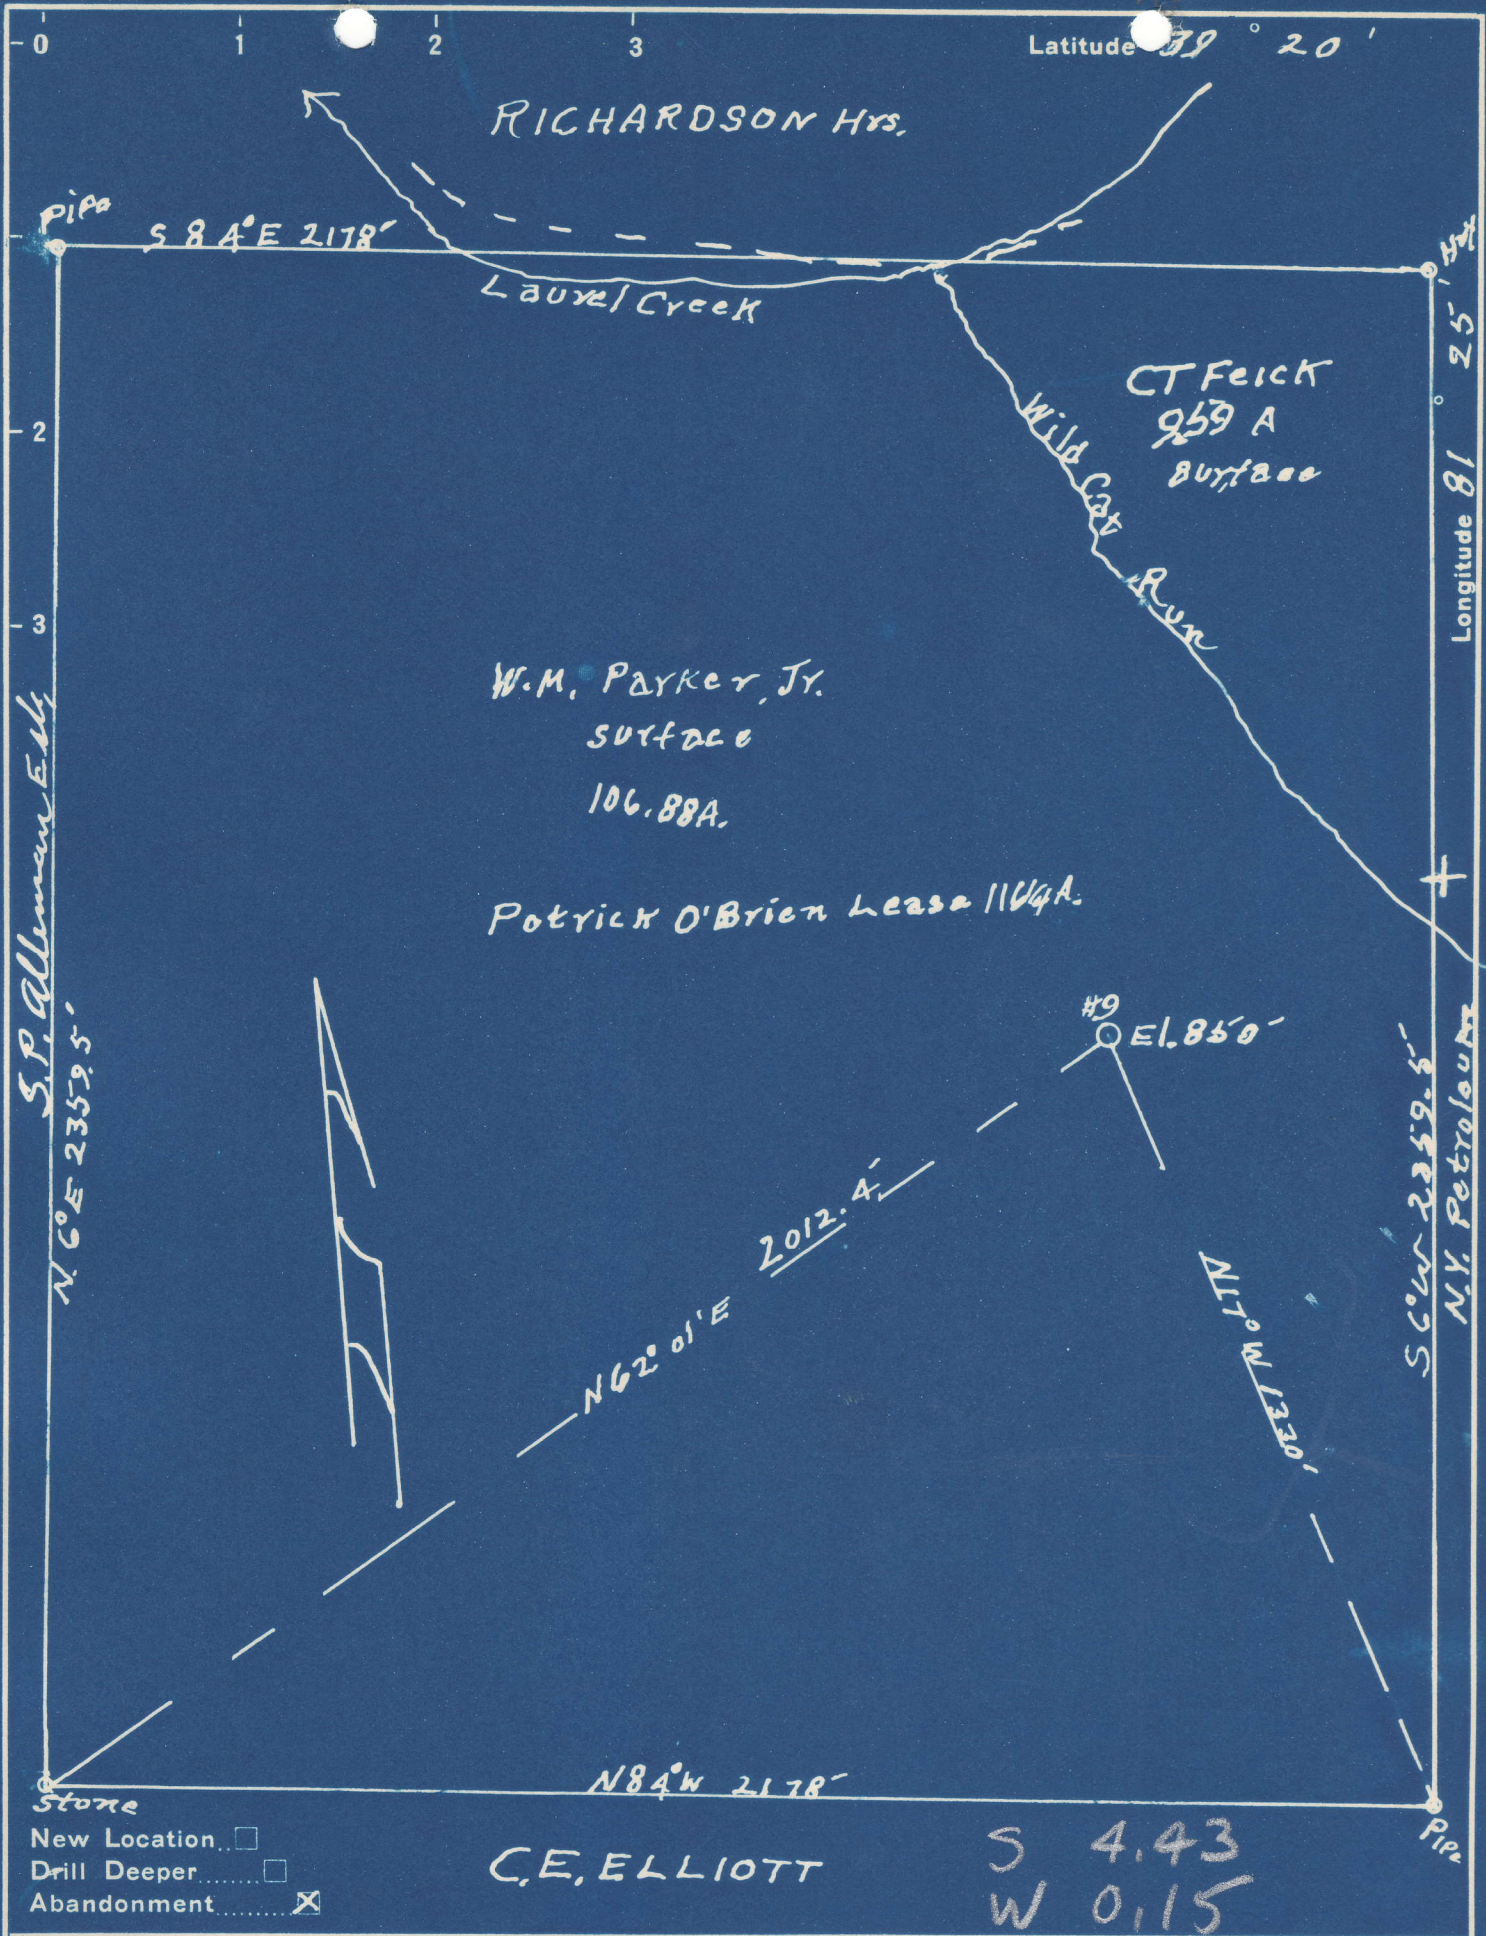 0 1 2 3 Latitude 39° 20'
RICHARDSON Hrs.
Pipe
S 84° E 2178'
Laurel Creek
Longitude 81° 25'
CT Feick
959 A
Surface
2
Wild Cat Run
3
W.M. Parker, Jr.
surface
106.88A.
Patrick O'Brien Lease 1164A.
S.P. Alleman Est.
N 6° E 2359.5'
#9
El. 850'
2012.4'
N62° 01' E
N17° W 1330'
S 6° W 2359.5'
N.Y. Petroleum
N84° W 2178'
Stone
Pipe
New Location
Drill Deeper
Abandonment X
C.E. ELLIOTT
S 4.43
W 0.15